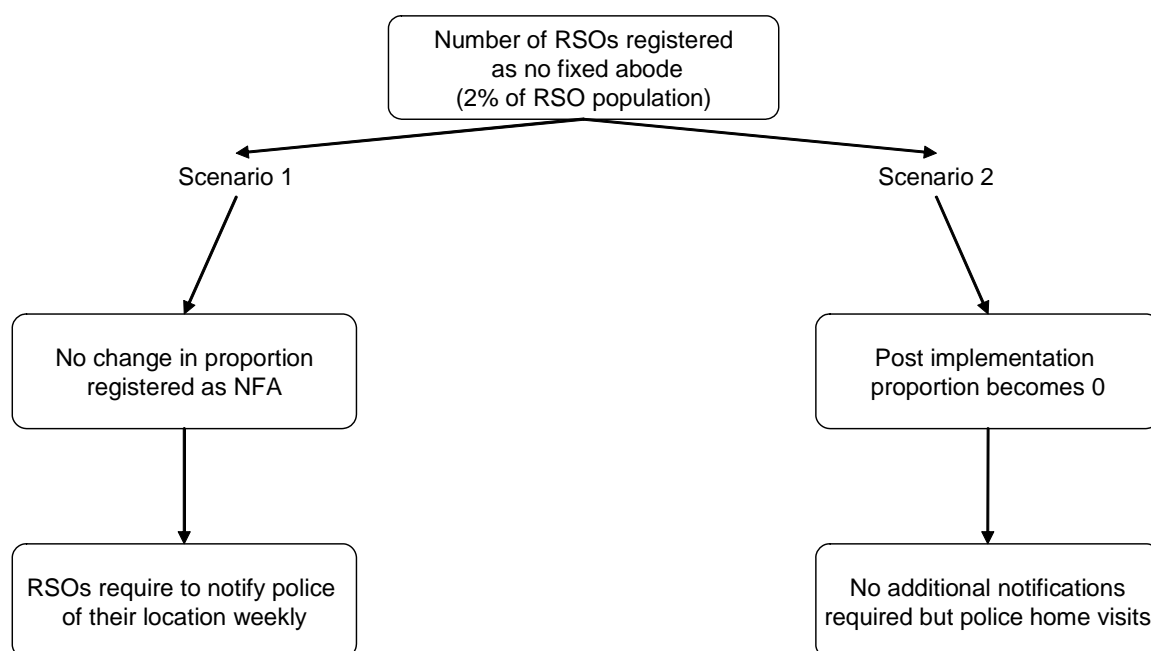 Number of RSOs registered
as no fixed abode
(2% of RSO population)
Scenario 1
Scenario 2
No change in proportion
registered as NFA
Post implementation
proportion becomes 0
RSOs require to notify police
of their location weekly
No additional notifications
required but police home visits